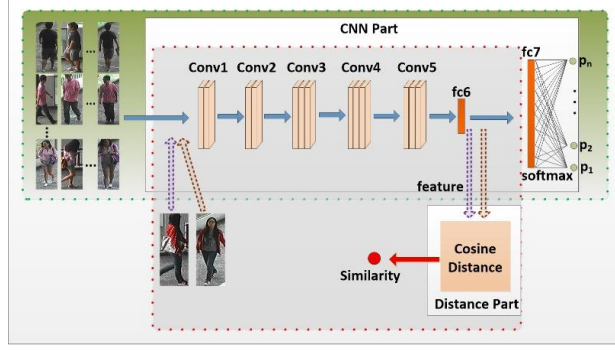 CNN Part
Conv1 Conv2 Conv3 Conv4 Conv5
fc6
fc7
pn
p2
p1
softmax
feature
Cosine
Distance
Similarity
Distance Part